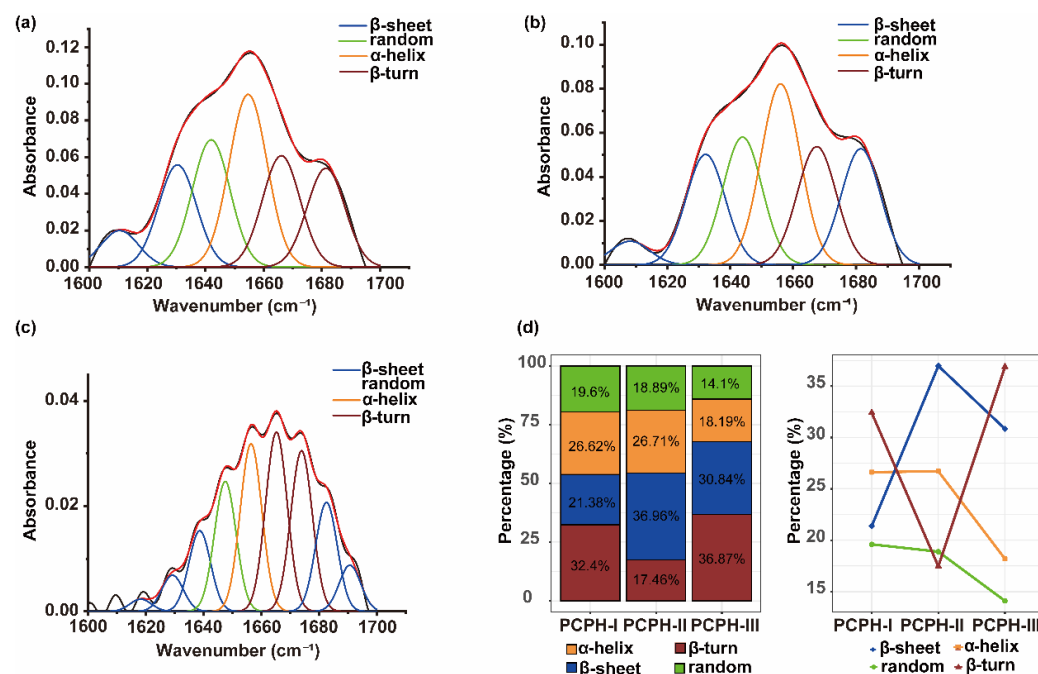 (a)
β-sheet
random
α-helix
β-turn
0.12
0.10
0.08
0.06
0.04
0.02
0.00
Absorbance
1600 1620 1640 1660 1680 1700
Wavenumber (cm⁻¹)
(b)
β-sheet
random
α-helix
β-turn
0.10
0.08
0.06
0.04
0.02
0.00
Absorbance
1600 1620 1640 1660 1680 1700
Wavenumber (cm⁻¹)
(c)
β-sheet
random
α-helix
β-turn
0.04
0.02
0.00
Absorbance
1600 1620 1640 1660 1680 1700
Wavenumber (cm⁻¹)
(d)
100
75
50
25
0
Percentage (%)
19.6% 18.89% 14.1%
26.62% 26.71% 18.19%
21.38% 36.96% 30.84%
32.4% 17.46% 36.87%
PCPH-I PCPH-II PCPH-III
α-helix β-turn
β-sheet random
35
30
25
20
15
Percentage (%)
PCPH-I PCPH-II PCPH-III
β-sheet α-helix
random β-turn